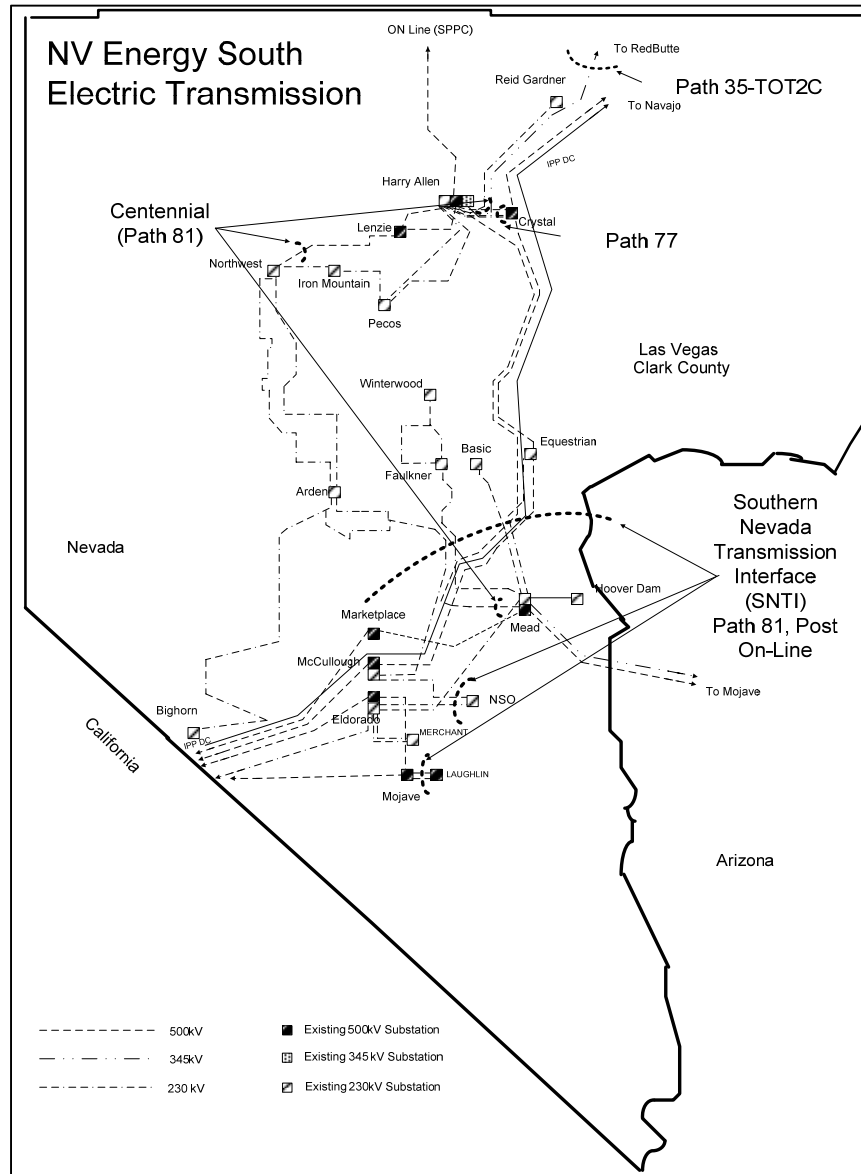 NV Energy South
Electric Transmission
ON Line (SPPC)
To RedButte
Reid Gardner
Path 35-TOT2C
To Navajo
IPP DC
Harry Allen
Centennial
(Path 81)
Crystal
Lenzie
Path 77
Northwest
Iron Mountain
Pecos
Las Vegas
Clark County
Winterwood
Equestrian
Basic
Faulkner
Arden
Southern
Nevada
Transmission
Interface
(SNTI)
Path 81, Post
On-Line
Nevada
Hoover Dam
Marketplace
Mead
McCullough
To Mojave
NSO
Bighorn
Eldorado
MERCHANT
IPP DC
California
LAUGHLIN
Mojave
Arizona
500kV
Existing 500kV Substation
345kV
Existing 345 kV Substation
230 kV
Existing 230kV Substation